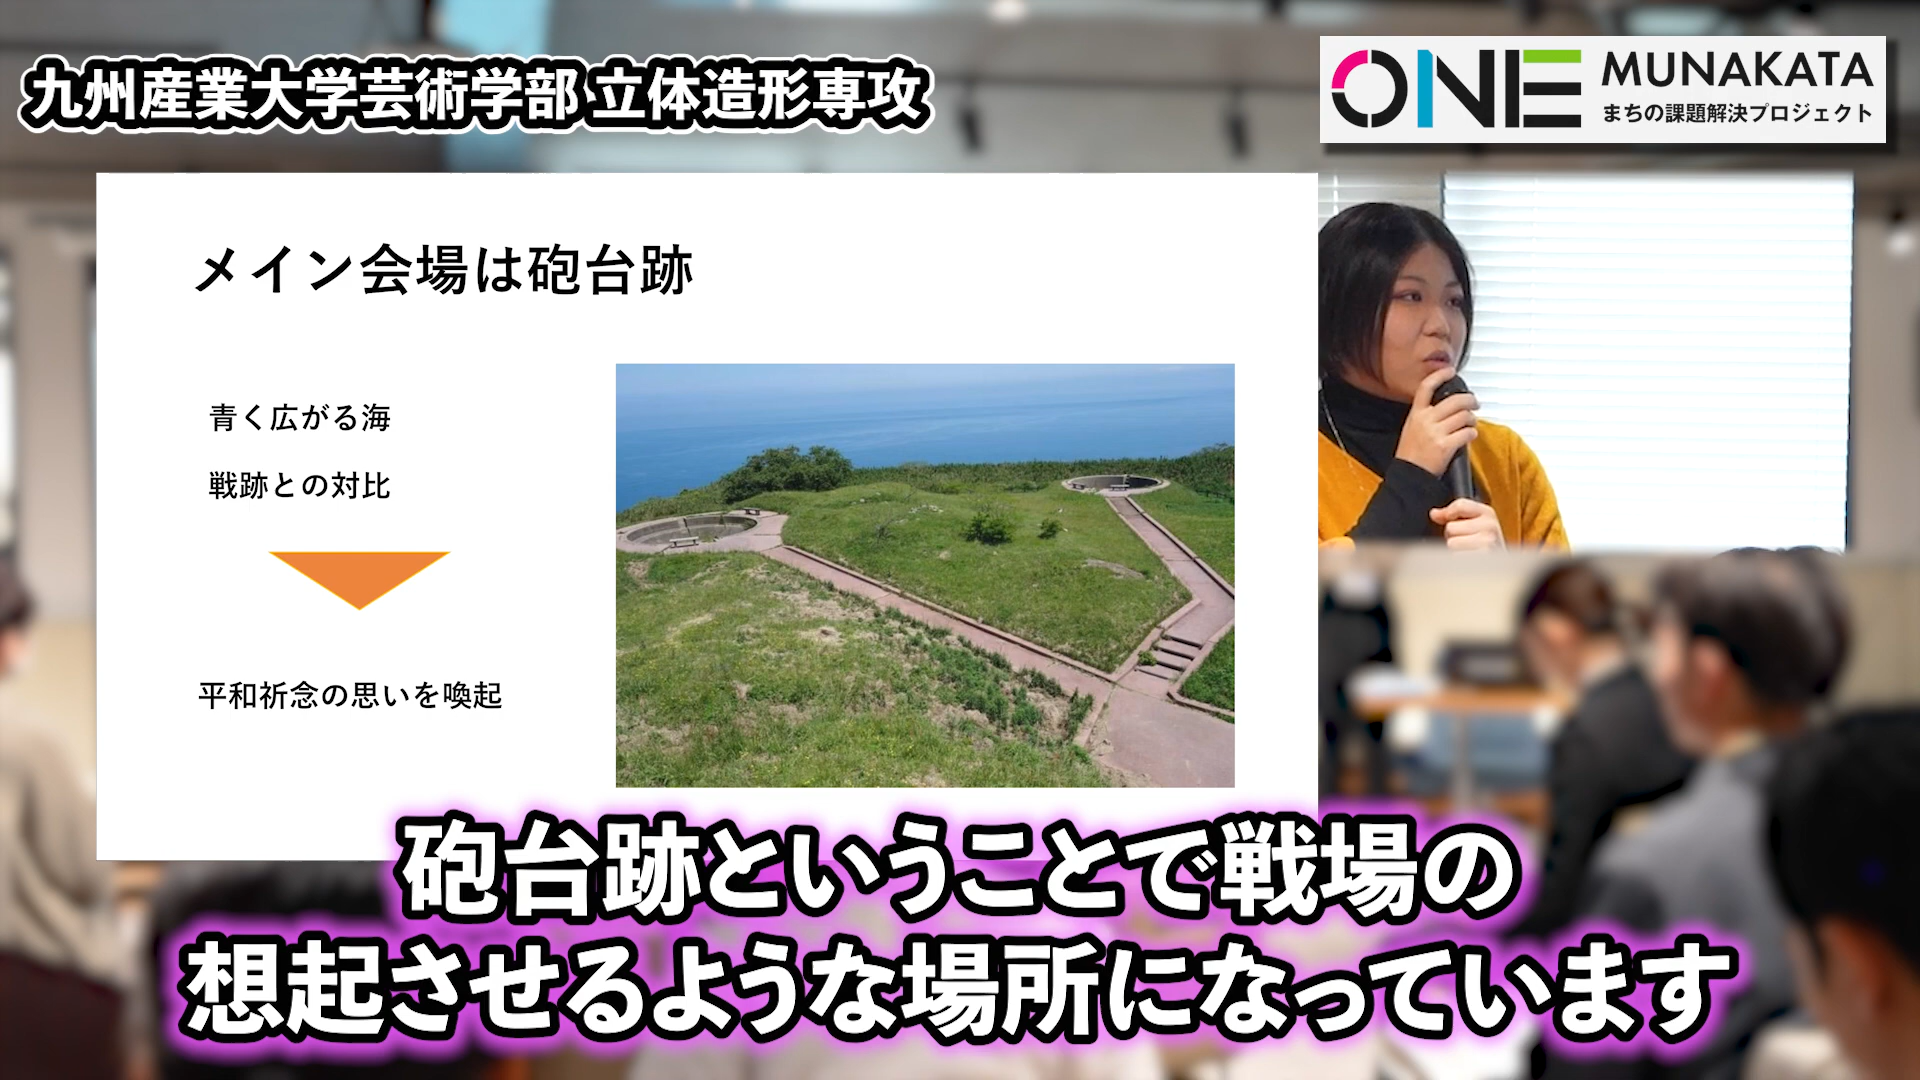 九州産業大学芸術学部 立体造形専攻
ONE MUNAKATA
まちの課題解決プロジェクト
メイン会場は砲台跡
青く広がる海
戦跡との対比
平和祈念の思いを喚起
砲台跡ということで戦場の
想起させるような場所になっています